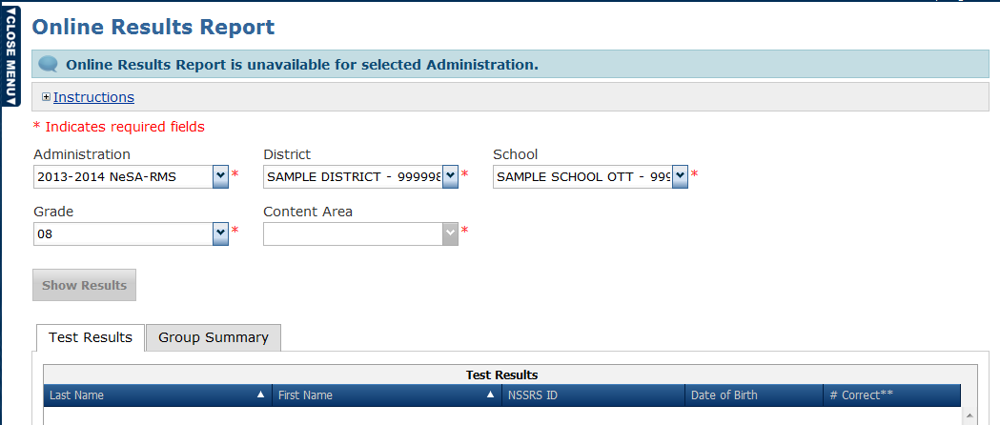 CLOSE MENU
Online Results Report
Online Results Report is unavailable for selected Administration.
Instructions
* Indicates required fields
Administration District School
2013-2014 NeSA-RMS * SAMPLE DISTRICT - 999998 * SAMPLE SCHOOL OTT - 999 *
Grade Content Area
08 * *
Show Results
Test Results Group Summary
Test Results
Last Name First Name NSSRS ID Date of Birth # Correct**